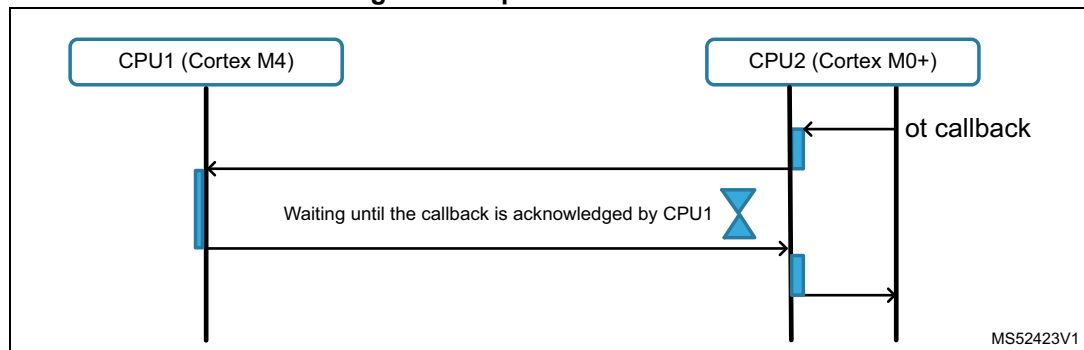 CPU1 (Cortex M4)
CPU2 (Cortex M0+)
ot callback
Waiting until the callback is acknowledged by CPU1
MS52423V1